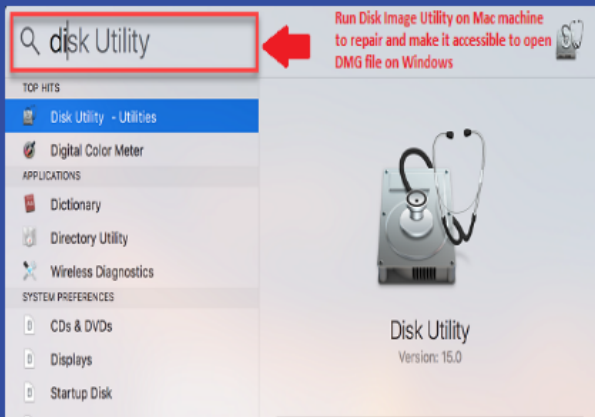 disk Utility
Run Disk Image Utility on Mac machine
to repair and make it accessible to open
DMG file on Windows
TOP HITS
Disk Utility - Utilities
Digital Color Meter
APPLICATIONS
Dictionary
Directory Utility
Wireless Diagnostics
SYSTEM PREFERENCES
CDs & DVDs
Displays
Startup Disk
Disk Utility
Version: 15.0